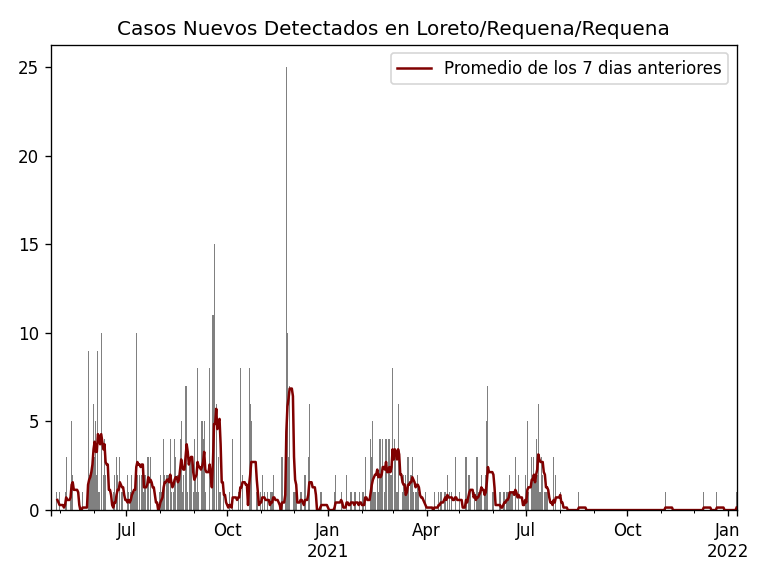 Casos Nuevos Detectados en Loreto/Requena/Requena
Promedio de los 7 dias anteriores
25
20
15
10
5
0
Jul Oct Jan Apr Jul Oct Jan
2021 2022